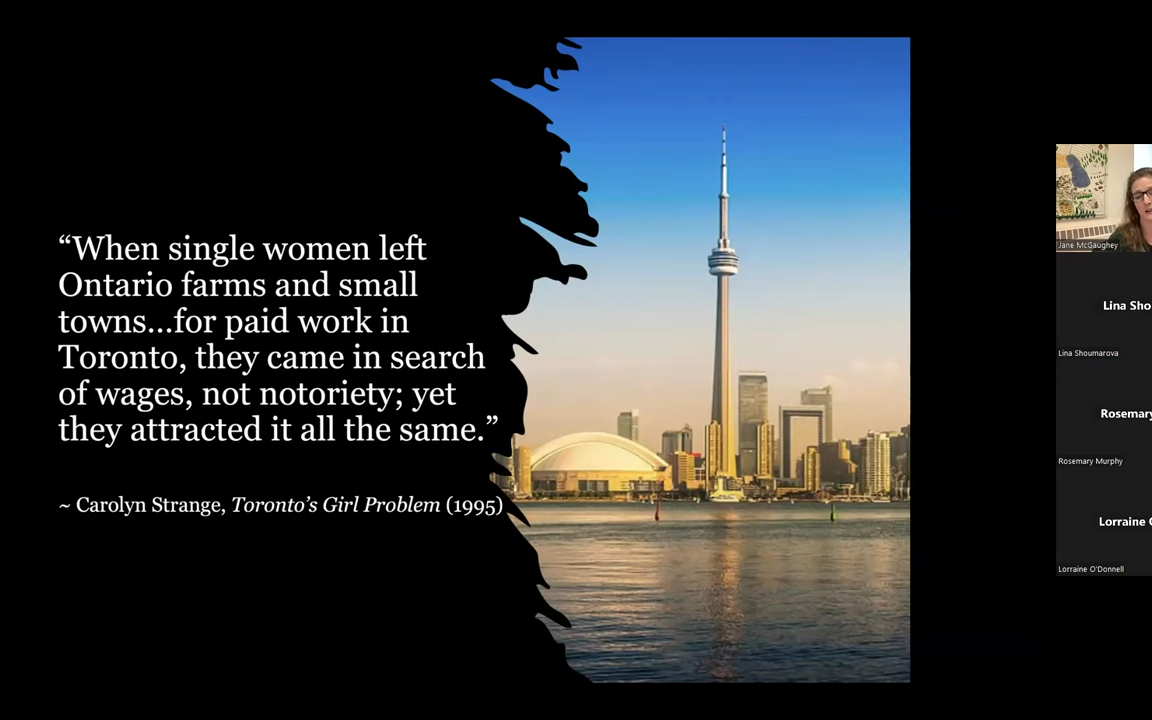 “When single women left
Ontario farms and small
towns...for paid work in
Toronto, they came in search
of wages, not notoriety; yet
they attracted it all the same.”
~ Carolyn Strange, Toronto’s Girl Problem (1995)
Jane McGaughey
Lina Sho
Lina Shoumarova
Rosemary
Rosemary Murphy
Lorraine
Lorraine O'Donnell